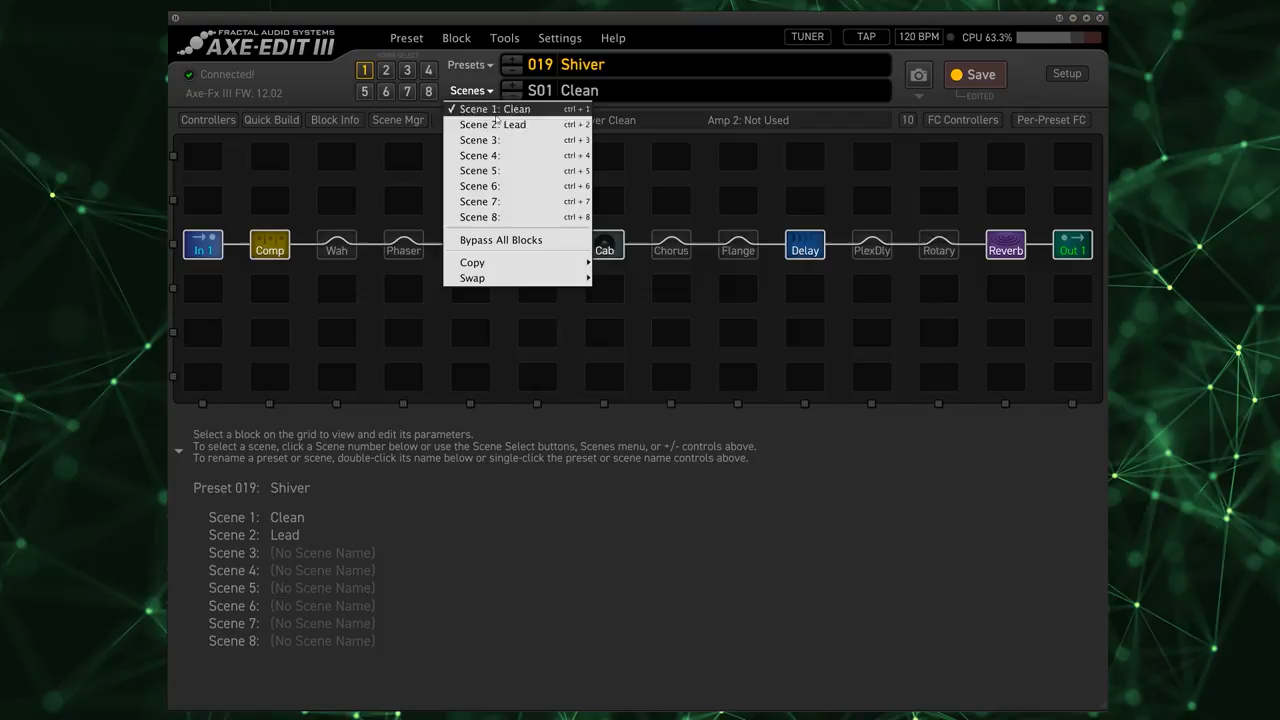 FRACTAL AUDIO SYSTEMS
AXE-EDIT III
Preset Block Tools Settings Help
TUNER TAP 120 BPM CPU 63.3%
SCENE SELECT
Connected!
Axe-Fx III FW. 12.02
1 2 3 4
5 6 7 8
Presets 019 Shiver
Scenes S01 Clean
Save
EDITED
Setup
Controllers Quick Build Block Info Scene Mgr
ver Clean Amp 2: Not Used
10 FC Controllers Per-Preset FC
✓ Scene 1: Clean ctrl + 1
Scene 2: Lead ctrl + 2
Scene 3: ctrl + 3
Scene 4: ctrl + 4
Scene 5: ctrl + 5
Scene 6: ctrl + 6
Scene 7: ctrl + 7
Scene 8: ctrl + 8
Bypass All Blocks
Copy
Swap
In 1 Comp Wah Phaser Cab Chorus Flange Delay PlexDly Rotary Reverb Out 1
Select a block on the grid to view and edit its parameters.
To select a scene, click a Scene number below or use the Scene Select buttons, Scenes menu, or +/- controls above.
To rename a preset or scene, double-click its name below or single-click the preset or scene name controls above.
Preset 019: Shiver
Scene 1: Clean
Scene 2: Lead
Scene 3: (No Scene Name)
Scene 4: (No Scene Name)
Scene 5: (No Scene Name)
Scene 6: (No Scene Name)
Scene 7: (No Scene Name)
Scene 8: (No Scene Name)